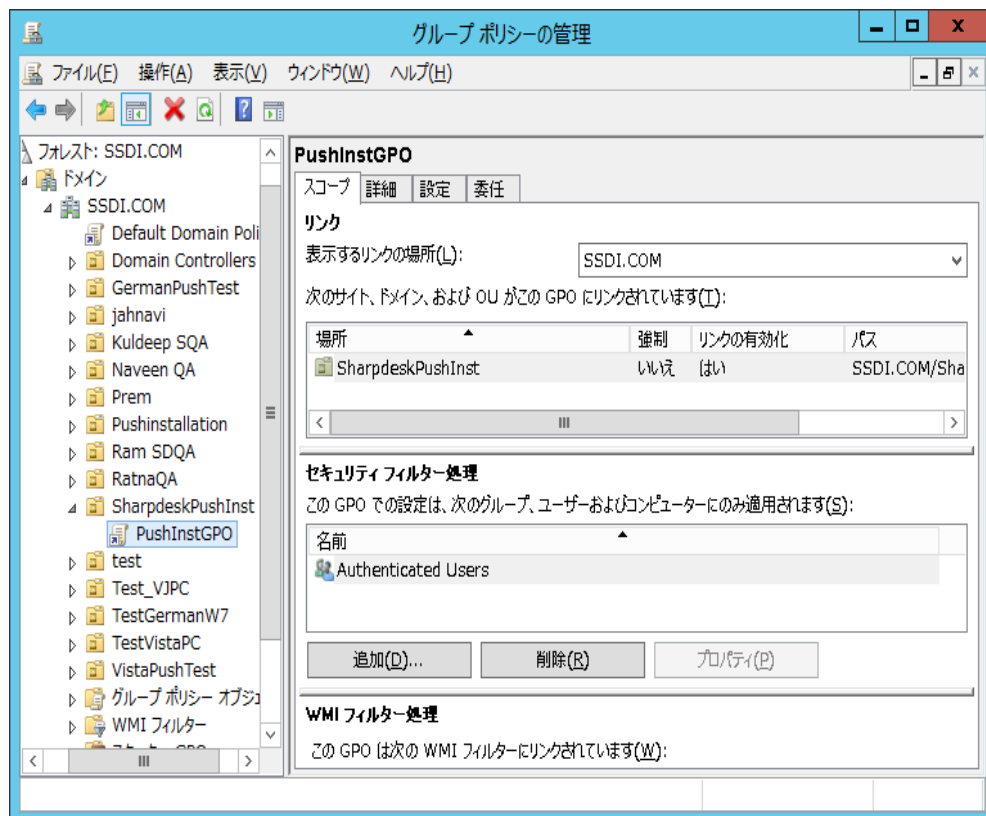 グループ ポリシーの管理
ファイル(F) 操作(A) 表示(V) ウィンドウ(W) ヘルプ(H)
フォレスト: SSDI.COM
ドメイン
SSDI.COM
Default Domain Poli
Domain Controllers
GermanPushTest
jahnavi
Kuldeep SQA
Naveen QA
Prem
Pushinstallation
Ram SDQA
RatnaQA
SharpdeskPushInst
PushInstGPO
test
Test_VJPC
TestGermanW7
TestVistaPC
VistaPushTest
グループ ポリシー オブジェ
WMI フィルター
PushInstGPO
スコープ 詳細 設定 委任
リンク
表示するリンクの場所(L): SSDI.COM
次のサイト、ドメイン、および OU がこの GPO にリンクされています(T):
場所 強制 リンクの有効化 パス
SharpdeskPushInst いいえ はい SSDI.COM/Sha
セキュリティ フィルター処理
この GPO での設定は、次のグループ、ユーザーおよびコンピューターにのみ適用されます(S):
名前
Authenticated Users
追加(D)... 削除(R) プロパティ(P)
WMI フィルター処理
この GPO は次の WMI フィルターにリンクされています(W):